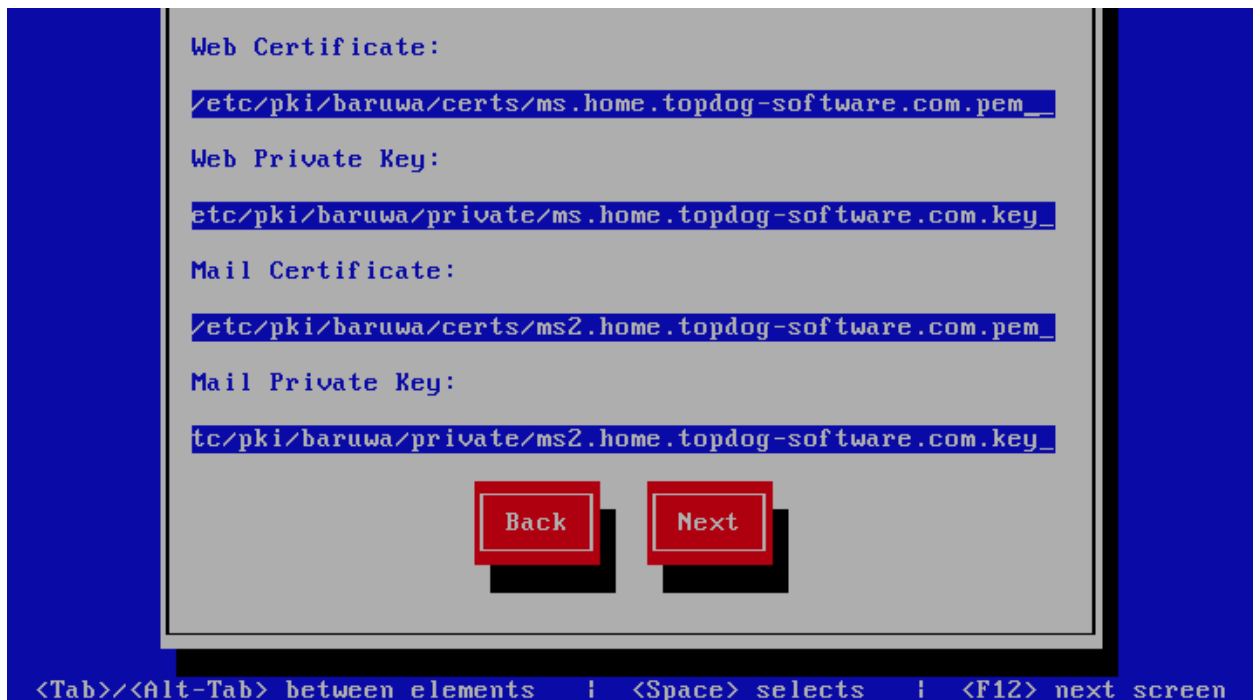 Web Certificate:
/etc/pki/baruwa/certs/ms.home.topdog-software.com.pem__
Web Private Key:
etc/pki/baruwa/private/ms.home.topdog-software.com.key_
Mail Certificate:
/etc/pki/baruwa/certs/ms2.home.topdog-software.com.pem_
Mail Private Key:
tc/pki/baruwa/private/ms2.home.topdog-software.com.key_
Back Next
<Tab>/<Alt-Tab> between elements | <Space> selects | <F12> next screen